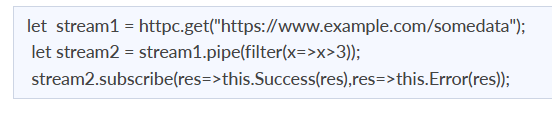 let  stream1 = httpc.get("https://www.example.com/somedata");
let stream2 = stream1.pipe(filter(x=>x>3));
stream2.subscribe(res=>this.Success(res),res=>this.Error(res));